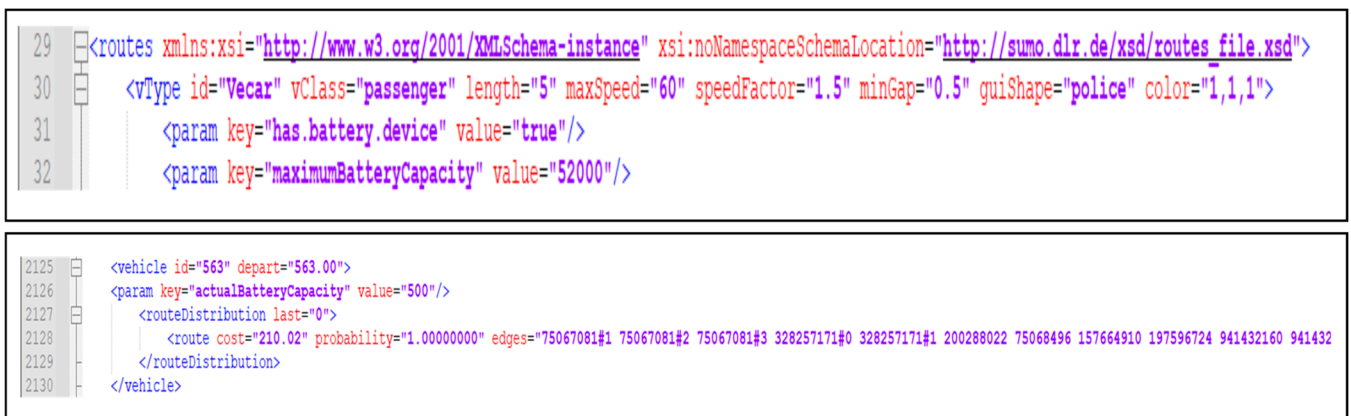 29 <routes xmlns:xsi="http://www.w3.org/2001/XMLSchema-instance" xsi:noNamespaceSchemaLocation="http://sumo.dlr.de/xsd/routes_file.xsd">
30 <vType id="Vecar" vClass="passenger" length="5" maxSpeed="60" speedFactor="1.5" minGap="0.5" guiShape="police" color="1,1,1">
31 <param key="has.battery.device" value="true"/>
32 <param key="maximumBatteryCapacity" value="52000"/>
2125 <vehicle id="563" depart="563.00">
2126 <param key="actualBatteryCapacity" value="500"/>
2127 <routeDistribution last="0">
2128 <route cost="210.02" probability="1.00000000" edges="75067081#1 75067081#2 75067081#3 328257171#0 328257171#1 200288022 75068496 157664910 197596724 941432160 941432
2129 </routeDistribution>
2130 </vehicle>